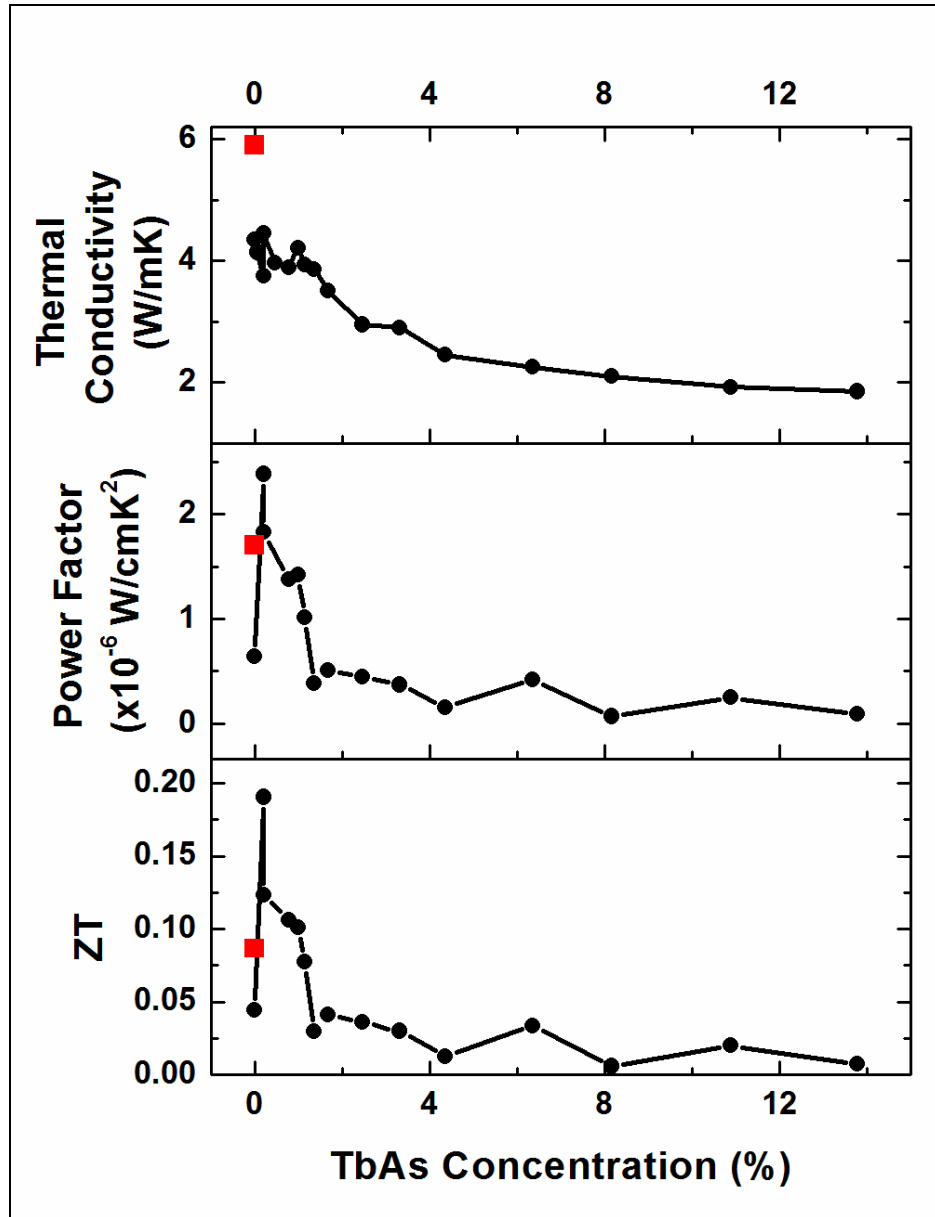 0 4 8 12
6
4
2
Thermal
Conductivity
(W/mK)
2
1
0
Power Factor
(x10⁻⁶ W/cmK²)
0.20
0.15
0.10
0.05
0.00
ZT
0 4 8 12
TbAs Concentration (%)